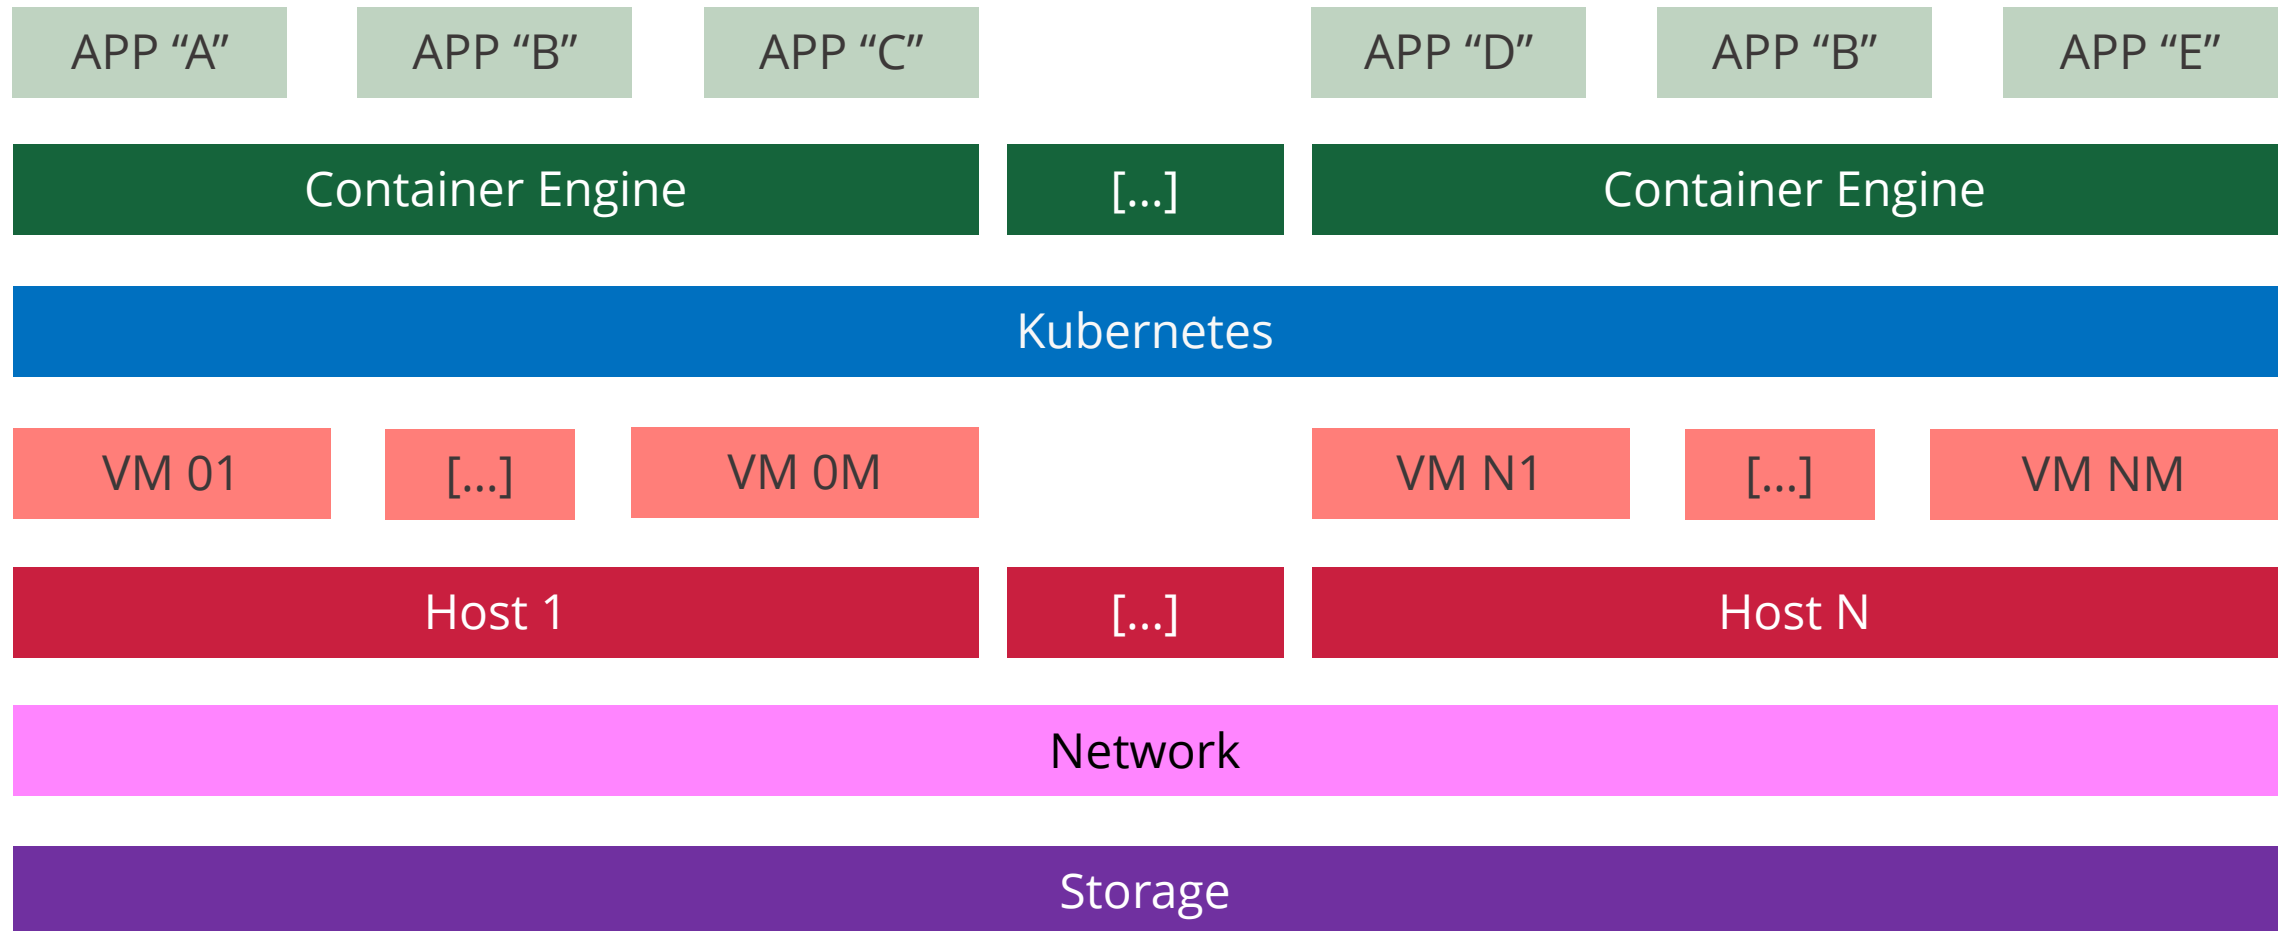 APP “A” APP “B” APP “C” APP “D” APP “B” APP “E”
Container Engine [...] Container Engine
Kubernetes
VM 01 [...] VM 0M VM N1 [...] VM NM
Host 1 [...] Host N
Network
Storage